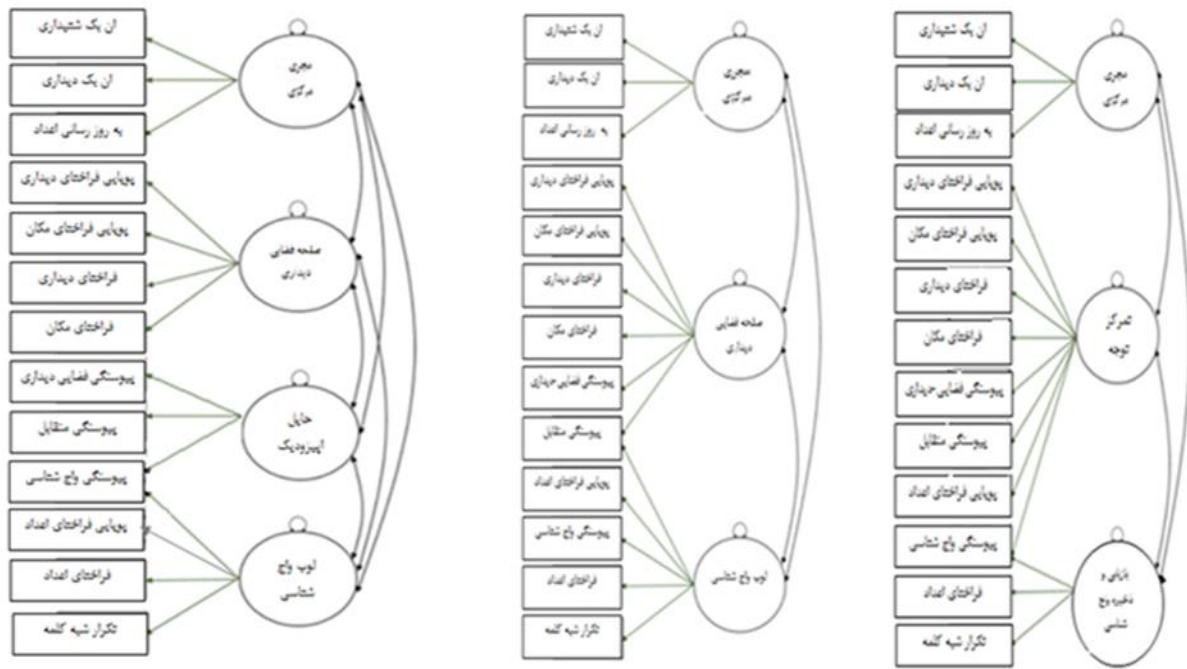 مجری
مرکزی
ان بک شنیداری
ان بک دیداری
به روز رسانی اعداد
پویایی فراخنای دیداری
پویایی فراخنای مکان
فراخنای دیداری
تمرکز
توجه
فراخنای مکان
پیوستگی فضایی-دیداری
پیوستگی متقابل
پویایی فراخنای اعداد
پیوستگی واج شناسی
بازیابی و
ذخیره واج
شناسی
فراخنای اعداد
تکرار شبه کلمه
مجری
مرکزی
ان بک شنیداری
ان بک دیداری
به روز رسانی اعداد
پویایی فراخنای دیداری
پویایی فراخنای مکان
فراخنای دیداری
صفحه فضایی
دیداری
فراخنای مکان
پیوستگی فضایی-دیداری
پیوستگی متقابل
پویایی فراخنای اعداد
پیوستگی واج شناسی
لوپ واج شناسی
فراخنای اعداد
تکرار شبه کلمه
مجری
مرکزی
ان بک شنیداری
ان بک دیداری
به روز رسانی اعداد
صفحه فضایی
دیداری
پویایی فراخنای دیداری
پویایی فراخنای مکان
فراخنای دیداری
فراخنای مکان
حایل
اپیزودیک
پیوستگی فضایی دیداری
پیوستگی متقابل
پیوستگی واج شناسی
لوپ واج
شناسی
پویایی فراخنای اعداد
فراخنای اعداد
تکرار شبه کلمه